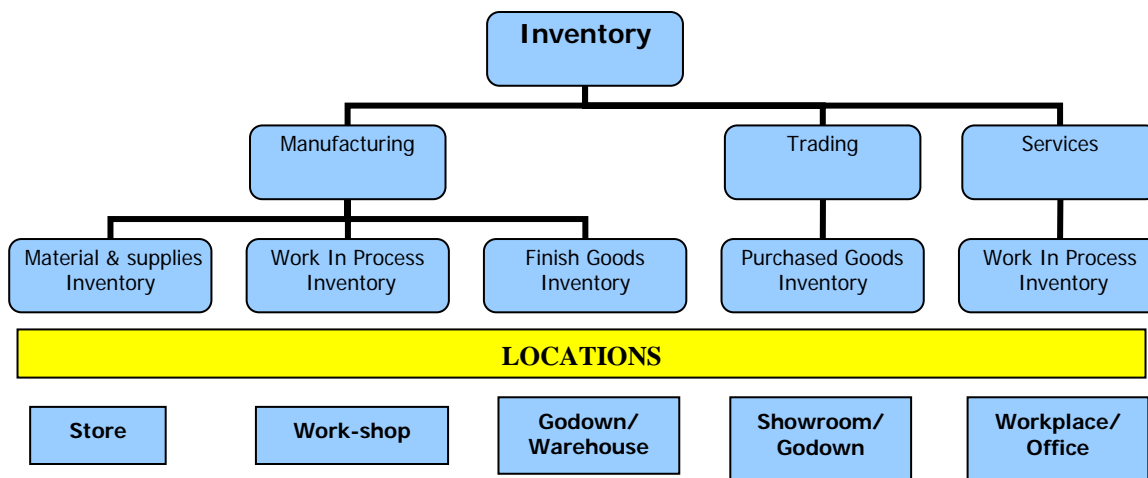 Inventory
Manufacturing
Trading
Services
Material & supplies
Inventory
Work In Process
Inventory
Finish Goods
Inventory
Purchased Goods
Inventory
Work In Process
Inventory
LOCATIONS
Store
Work-shop
Godown/
Warehouse
Showroom/
Godown
Workplace/
Office